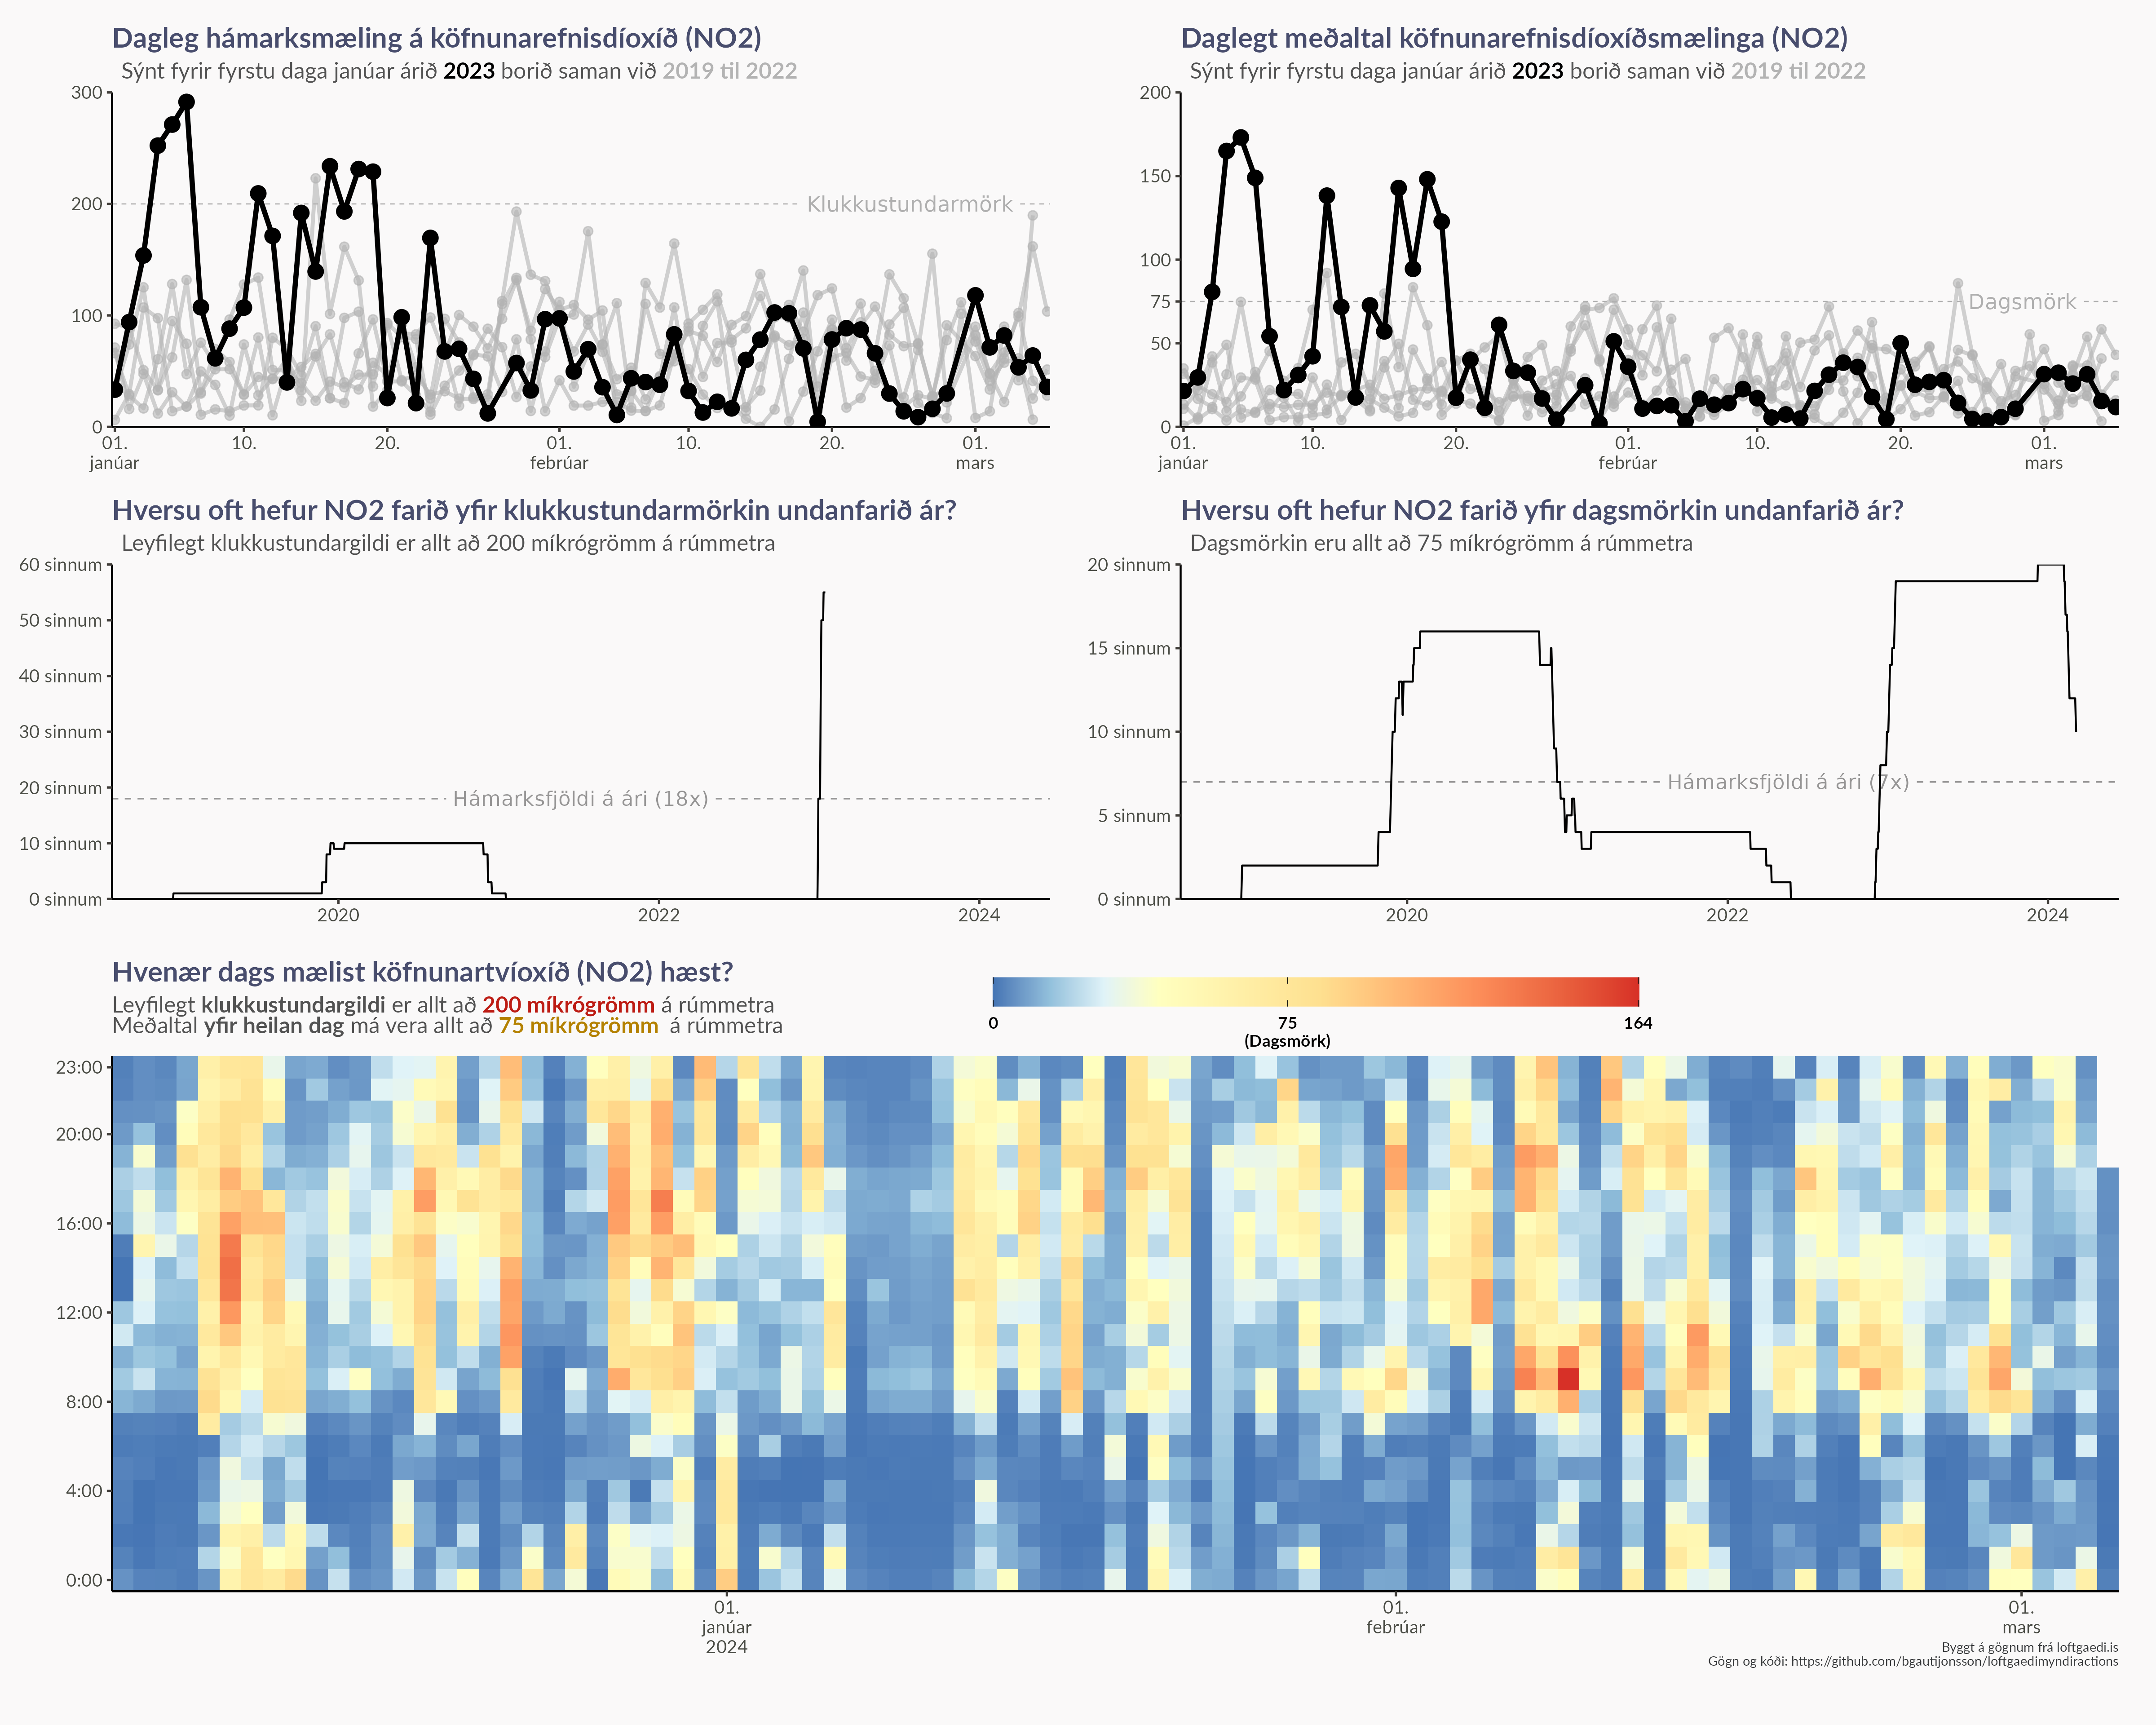 Dagleg hámarksmæling á köfnunarefnisdíoxíð (NO2)
Sýnt fyrir fyrstu daga janúar árið 2023 borið saman við 2019 til 2022
300
200
100
0
Klukkustundarmörk
01. 10. 20. 01. 10. 20. 01.
janúar febrúar mars
Daglegt meðaltal köfnunarefnisdíoxíðsmælinga (NO2)
Sýnt fyrir fyrstu daga janúar árið 2023 borið saman við 2019 til 2022
200
150
100
75
50
0
Dagsmörk
01. 10. 20. 01. 10. 20. 01.
janúar febrúar mars
Hversu oft hefur NO2 farið yfir klukkustundarmörkin undanfarið ár?
Leyfilegt klukkustundargildi er allt að 200 míkrógrömm á rúmmetra
60 sinnum
50 sinnum
40 sinnum
30 sinnum
20 sinnum
10 sinnum
0 sinnum
Hámarksfjöldi á ári (18x)
2020 2022 2024
Hversu oft hefur NO2 farið yfir dagsmörkin undanfarið ár?
Dagsmörkin eru allt að 75 míkrógrömm á rúmmetra
20 sinnum
15 sinnum
10 sinnum
5 sinnum
0 sinnum
Hámarksfjöldi á ári (7x)
2020 2022 2024
Hvenær dags mælist köfnunartvíoxíð (NO2) hæst?
Leyfilegt klukkustundargildi er allt að 200 míkrógrömm á rúmmetra
Meðaltal yfir heilan dag má vera allt að 75 míkrógrömm á rúmmetra
0 75 164
(Dagsmörk)
23:00
20:00
16:00
12:00
8:00
4:00
0:00
01. 01. 01.
janúar febrúar mars
2024
Byggt á gögnum frá loftgaedi.is
Gögn og kóði: https://github.com/bgautijonsson/loftgaedimyndiractions